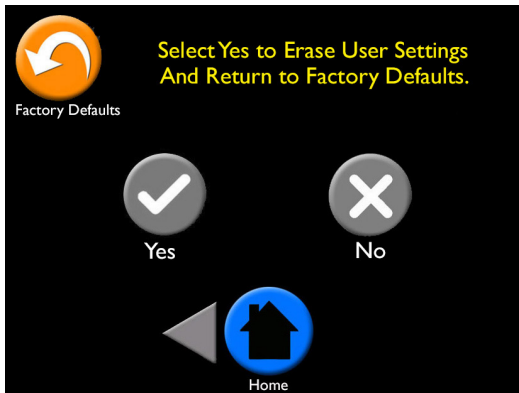 Select Yes to Erase User Settings
And Return to Factory Defaults.
Factory Defaults
Yes
No
Home